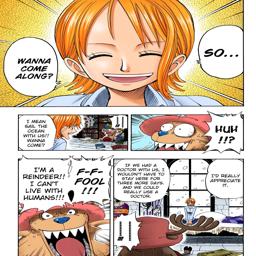 SO...
WANNA
COME
ALONG?
HUH
!!?
I MEAN
SAIL THE
OCEAN WITH
US!!
WANNA
COME?
IF WE HAD A
DOCTOR WITH US, I
WOULDN'T HAVE TO
STAY HERE FOR
THREE MORE DAYS.
AND WE COULD
REALLY USE A
DOCTOR.
I'D REALLY
APPRECIATE
IT.
!!
F-F-
FOOL
!!!
I'M A
REINDEER!!
I CAN'T
LIVE WITH
HUMANS!!!